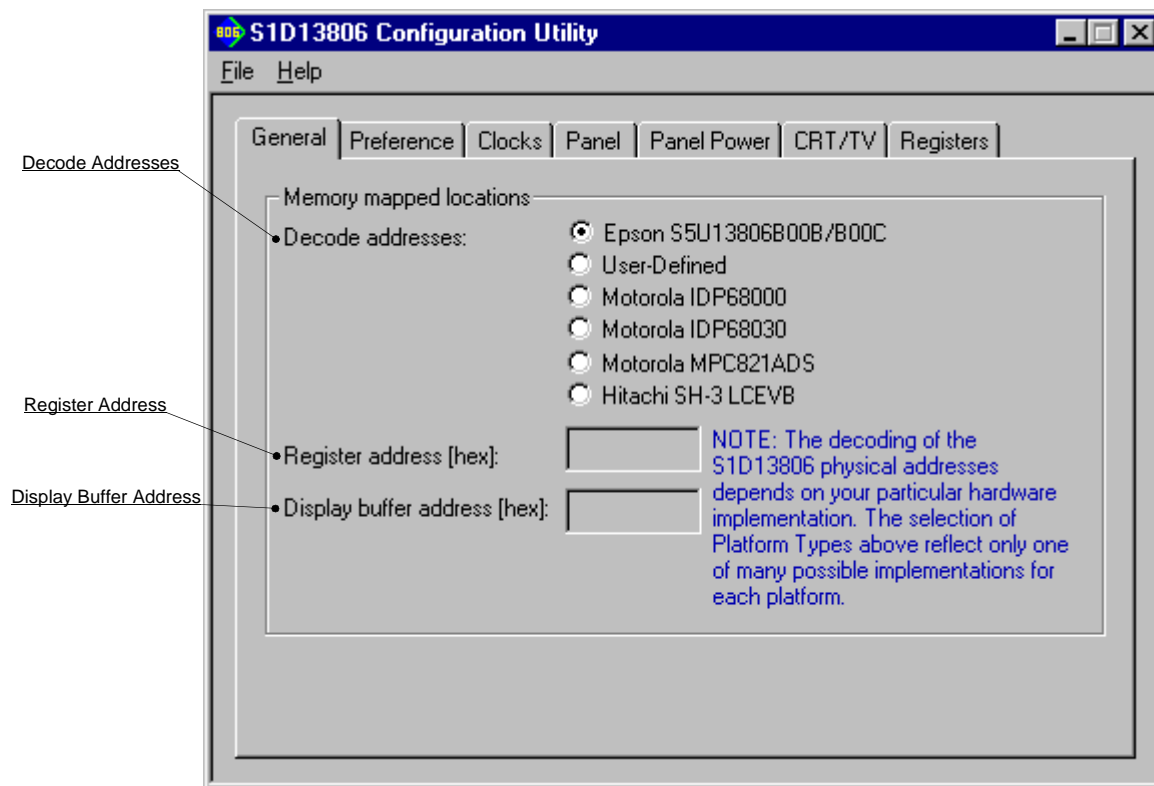 806 S1D13806 Configuration Utility
File Help
General Preference Clocks Panel Panel Power CRT/TV Registers
Decode Addresses
Memory mapped locations
Decode addresses:
Epson S5U13806B00B/B00C
User-Defined
Motorola IDP68000
Motorola IDP68030
Motorola MPC821ADS
Hitachi SH-3 LCEVB
Register Address
Register address [hex]:
Display Buffer Address
Display buffer address [hex]:
NOTE: The decoding of the
S1D13806 physical addresses
depends on your particular hardware
implementation. The selection of
Platform Types above reflect only one
of many possible implementations for
each platform.